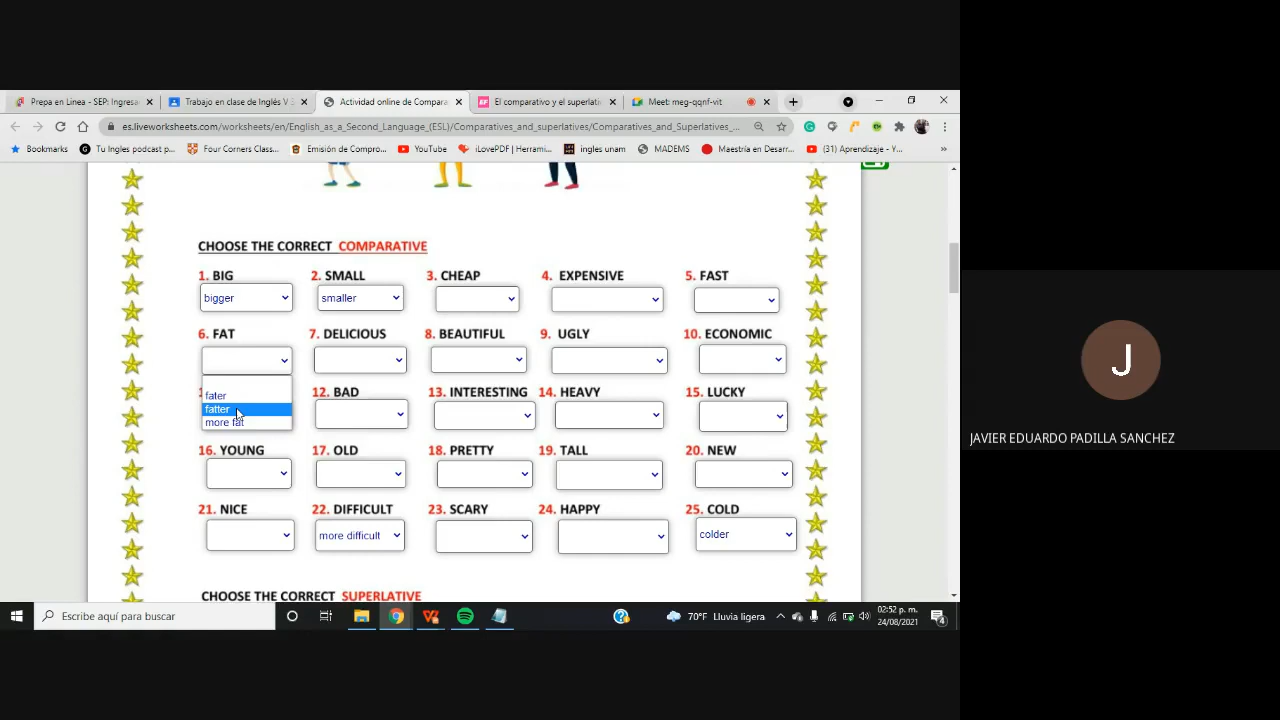 Prepa en Linea - SEP: Ingresa
Trabajo en clase de Inglés V 3
Actividad online de Compara
El comparativo y el superlati
Meet: meg-qqnf-vit
es.liveworksheets.com/worksheets/en/English_as_a_Second_Language_(ESL)/Comparatives_and_superlatives/Comparatives_and_Superlatives_...
Bookmarks
Tu Ingles podcast p...
Four Corners Class...
Emisión de Compro...
YouTube
iLovePDF | Herrami...
ingles unam
MADEMS
Maestría en Desarr...
(31) Aprendizaje - Y...
»
CHOOSE THE CORRECT COMPARATIVE
1. BIG 2. SMALL 3. CHEAP 4. EXPENSIVE 5. FAST
bigger smaller
6. FAT 7. DELICIOUS 8. BEAUTIFUL 9. UGLY 10. ECONOMIC
fater
fatter
more fat
12. BAD 13. INTERESTING 14. HEAVY 15. LUCKY
16. YOUNG 17. OLD 18. PRETTY 19. TALL 20. NEW
21. NICE 22. DIFFICULT 23. SCARY 24. HAPPY 25. COLD
more difficult colder
CHOOSE THE CORRECT SUPERLATIVE
J
JAVIER EDUARDO PADILLA SANCHEZ
Escribe aquí para buscar
70°F Lluvia ligera
02:52 p. m.
24/08/2021
4